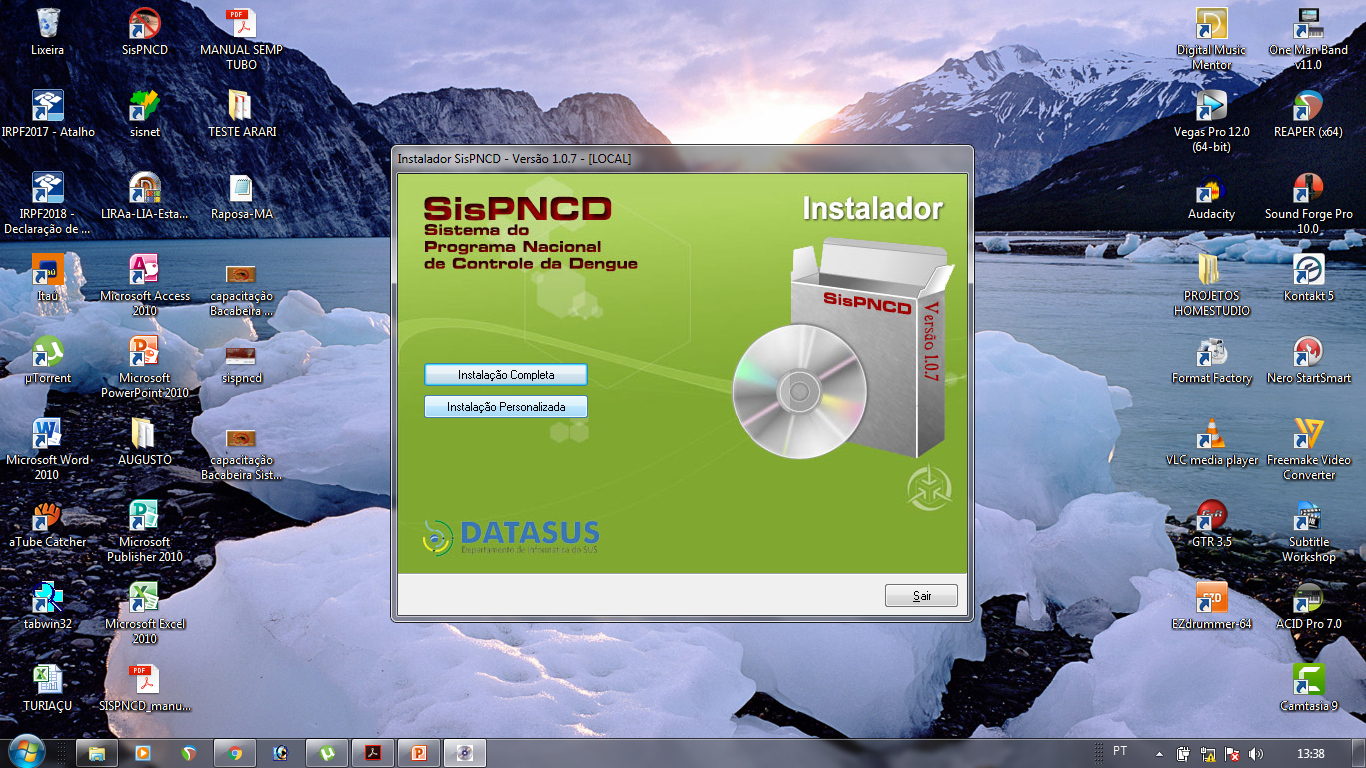 Lixeira
SisPNCD
MANUAL SEMP
TUBO
IRPF2017 - Atalho
sisnet
TESTE ARARI
IRPF2018 -
Declaração de ...
LIRAa-LIA-Esta...
Raposa-MA
Itaú
Microsoft Access
2010
capacitação
Bacabeira ...
µTorrent
Microsoft
PowerPoint 2010
sispncd
Microsoft Word
2010
AUGUSTO
capacitação
Bacabeira Sist...
aTube Catcher
Microsoft
Publisher 2010
tabwin32
Microsoft Excel
2010
TURIAÇU
SISPNCD_manu...
Instalador SisPNCD - Versão 1.0.7 - [LOCAL]
SisPNCD
Sistema do
Programa Nacional
de Controle da Dengue
Instalador
SisPNCD
Versão 1.0.7
Instalação Completa
Instalação Personalizada
DATASUS
Departamento de Informática do SUS
Sair
Digital Music
Mentor
One Man Band
v11.0
Vegas Pro 12.0
(64-bit)
REAPER (x64)
Audacity
Sound Forge Pro
10.0
PROJETOS
HOMESTUDIO
Kontakt 5
Format Factory
Nero StartSmart
VLC media player
Freemake Video
Converter
GTR 3.5
Subtitle
Workshop
EZD
EZdrummer-64
ACID Pro 7.0
Camtasia 9
PT
13:38